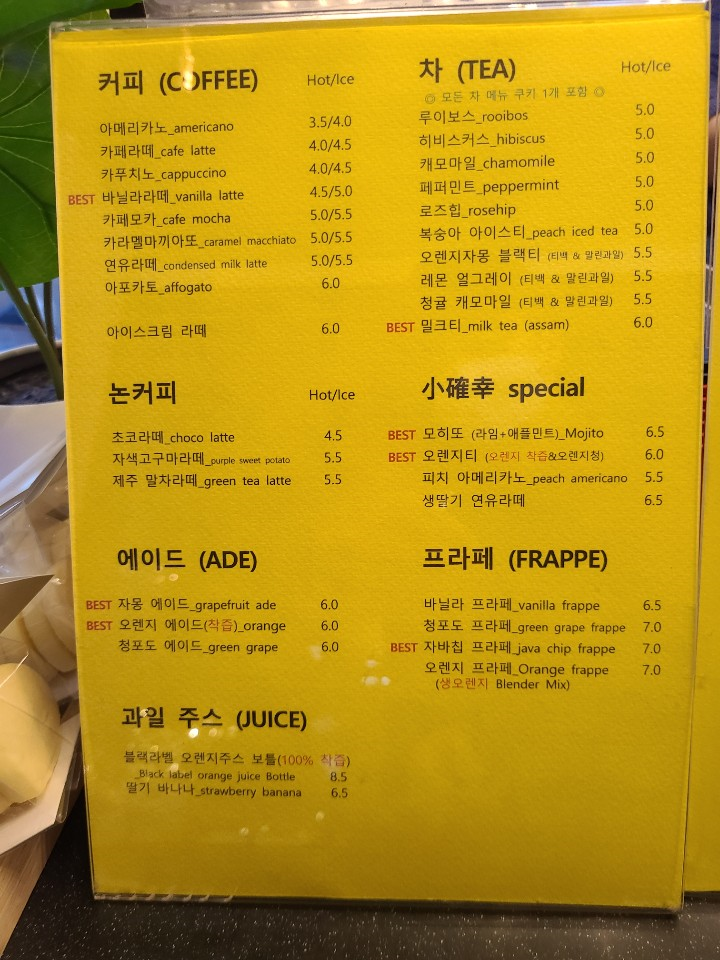 커피 (COFFEE) Hot/Ice
아메리카노_americano 3.5/4.0
카페라떼_cafe latte 4.0/4.5
카푸치노_cappuccino 4.0/4.5
BEST 바닐라라떼_vanilla latte 4.5/5.0
카페모카_cafe mocha 5.0/5.5
카라멜마끼아또_caramel macchiato 5.0/5.5
연유라떼_condensed milk latte 5.0/5.5
아포카토_affogato 6.0
아이스크림 라떼 6.0
논커피 Hot/Ice
초코라떼_choco latte 4.5
자색고구마라떼_purple sweet potato 5.5
제주 말차라떼_green tea latte 5.5
에이드 (ADE)
BEST 자몽 에이드_grapefruit ade 6.0
BEST 오렌지 에이드(착즙)_orange 6.0
청포도 에이드_green grape 6.0
과일 주스 (JUICE)
블랙라벨 오렌지주스 보틀(100% 착즙)
_Black label orange juice Bottle 8.5
딸기 바나나_strawberry banana 6.5
차 (TEA) Hot/Ice
◎ 모든 차 메뉴 쿠키 1개 포함 ◎
루이보스_rooibos 5.0
히비스커스_hibiscus 5.0
캐모마일_chamomile 5.0
페퍼민트_peppermint 5.0
로즈힙_rosehip 5.0
복숭아 아이스티_peach iced tea 5.0
오렌지자몽 블랙티 (티백 & 말린과일) 5.5
레몬 얼그레이 (티백 & 말린과일) 5.5
청귤 캐모마일 (티백 & 말린과일) 5.5
BEST 밀크티_milk tea (assam) 6.0
小確幸 special
BEST 모히또 (라임+애플민트)_Mojito 6.5
BEST 오렌지티 (오렌지 착즙&오렌지청) 6.0
피치 아메리카노_peach americano 5.5
생딸기 연유라떼 6.5
프라페 (FRAPPE)
바닐라 프라페_vanilla frappe 6.5
청포도 프라페_green grape frappe 7.0
BEST 자바칩 프라페_java chip frappe 7.0
오렌지 프라페_Orange frappe 7.0
(생오렌지 Blender Mix)